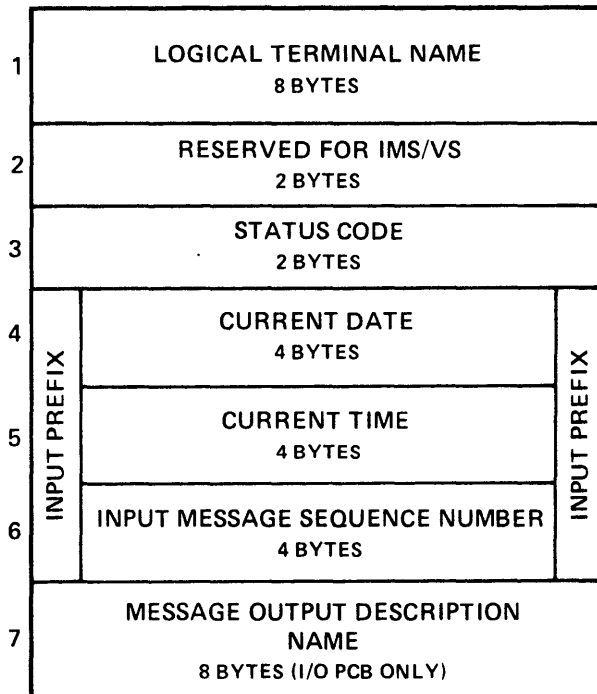 1
LOGICAL TERMINAL NAME
8 BYTES
2
RESERVED FOR IMS/VS
2 BYTES
3
STATUS CODE
2 BYTES
INPUT PREFIX
4
CURRENT DATE
4 BYTES
5
CURRENT TIME
4 BYTES
6
INPUT MESSAGE SEQUENCE NUMBER
4 BYTES
INPUT PREFIX
7
MESSAGE OUTPUT DESCRIPTION
NAME
8 BYTES (I/O PCB ONLY)